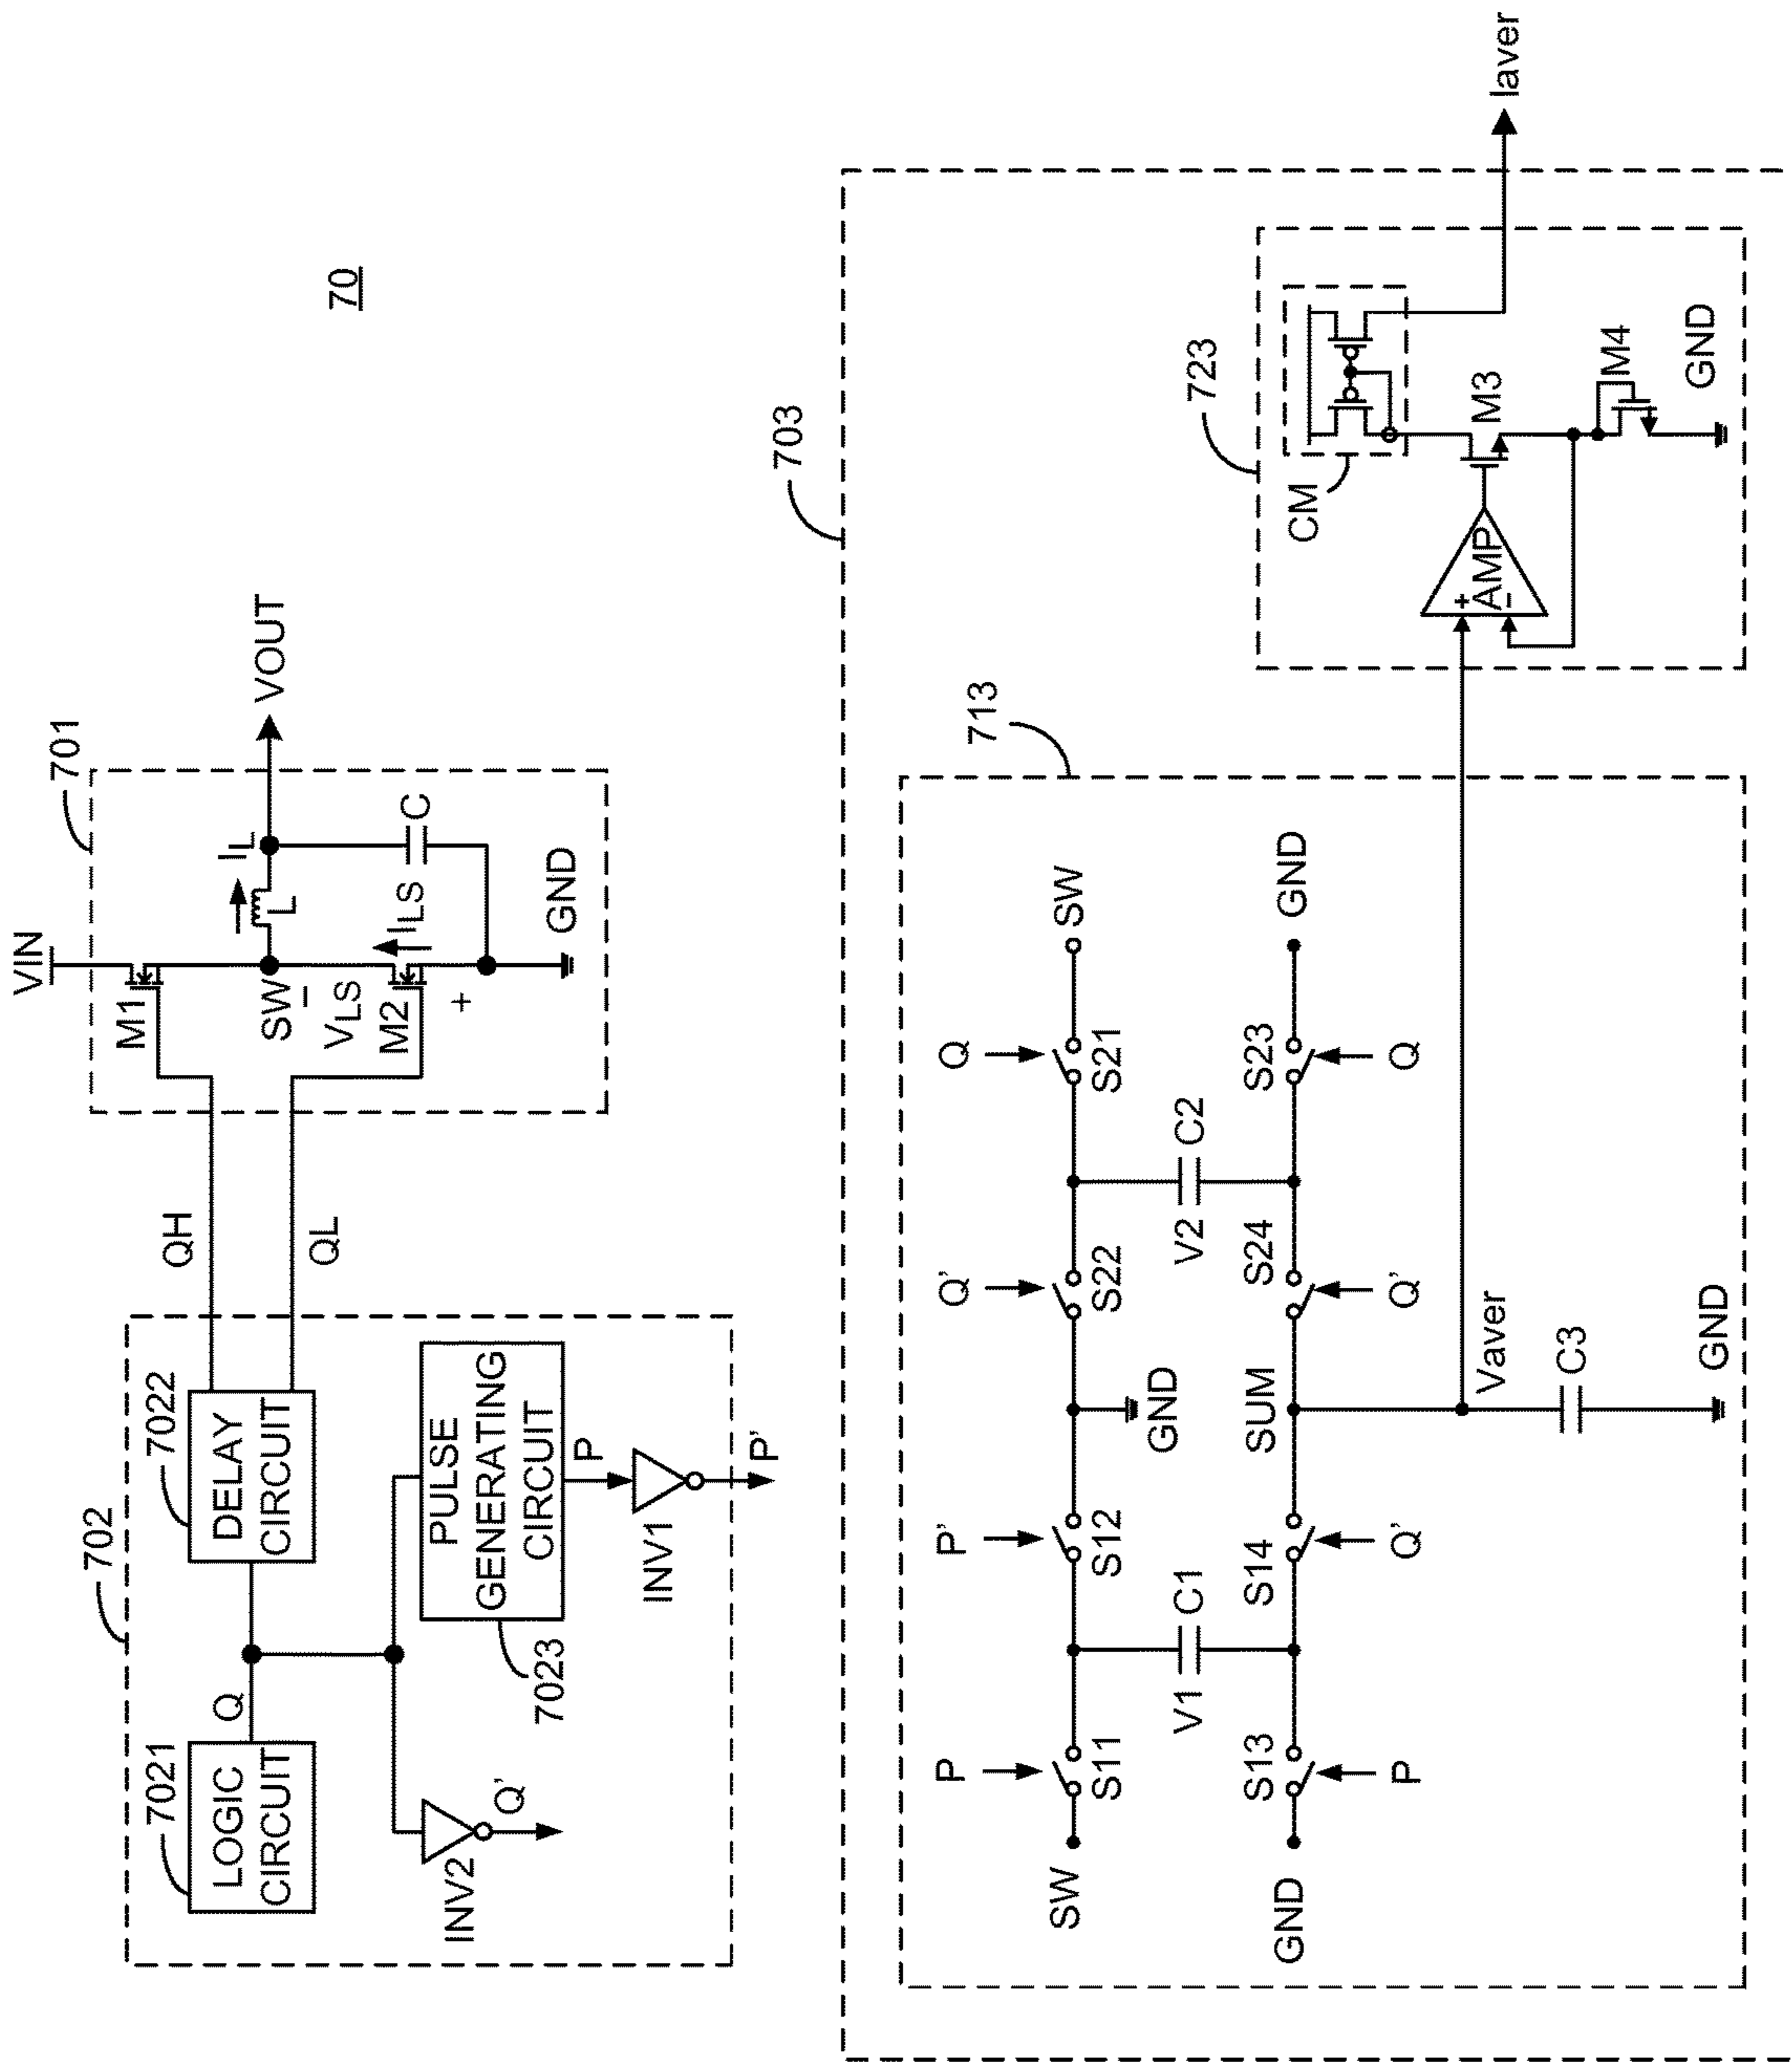 70
702
7021
LOGIC
CIRCUIT
Q
7022
DELAY
CIRCUIT
QH
QL
INV2
Q'
7023
PULSE
GENERATING
CIRCUIT
P
INV1
P'
701
VIN
M1
SW
VLS
-
M2
+
L
IL
ILS
C
VOUT
GND
703
713
SW
P
S11
P'
S12
Q'
S22
Q
S21
SW
V1
C1
GND
V2
C2
GND
S13
P
S14
Q'
SUM
S24
Q'
S23
Q
GND
Vaver
C3
GND
723
CM
+
AMP
-
M3
M4
GND
Iaver